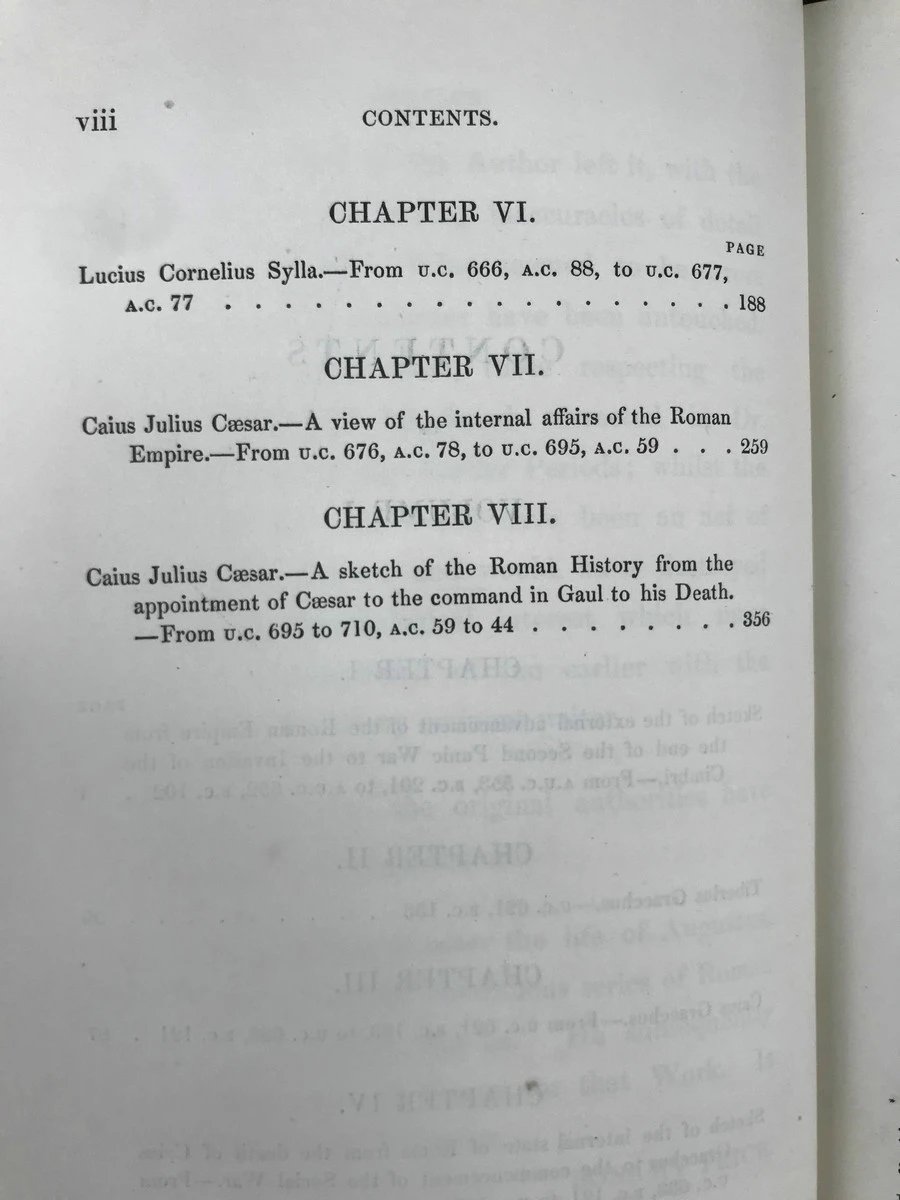 viii CONTENTS.
CHAPTER VI.
PAGE
Lucius Cornelius Sylla.—From U.C. 666, A.C. 88, to U.C. 677,
A.C. 77 . . . . . . . . . . . . . . . . . . 188
CHAPTER VII.
Caius Julius Cæsar.—A view of the internal affairs of the Roman
Empire.—From U.C. 676, A.C. 78, to U.C. 695, A.C. 59 . . . 259
CHAPTER VIII.
Caius Julius Cæsar.—A sketch of the Roman History from the
appointment of Cæsar to the command in Gaul to his Death.
—From U.C. 695 to 710, A.C. 59 to 44 . . . . . . . . 356